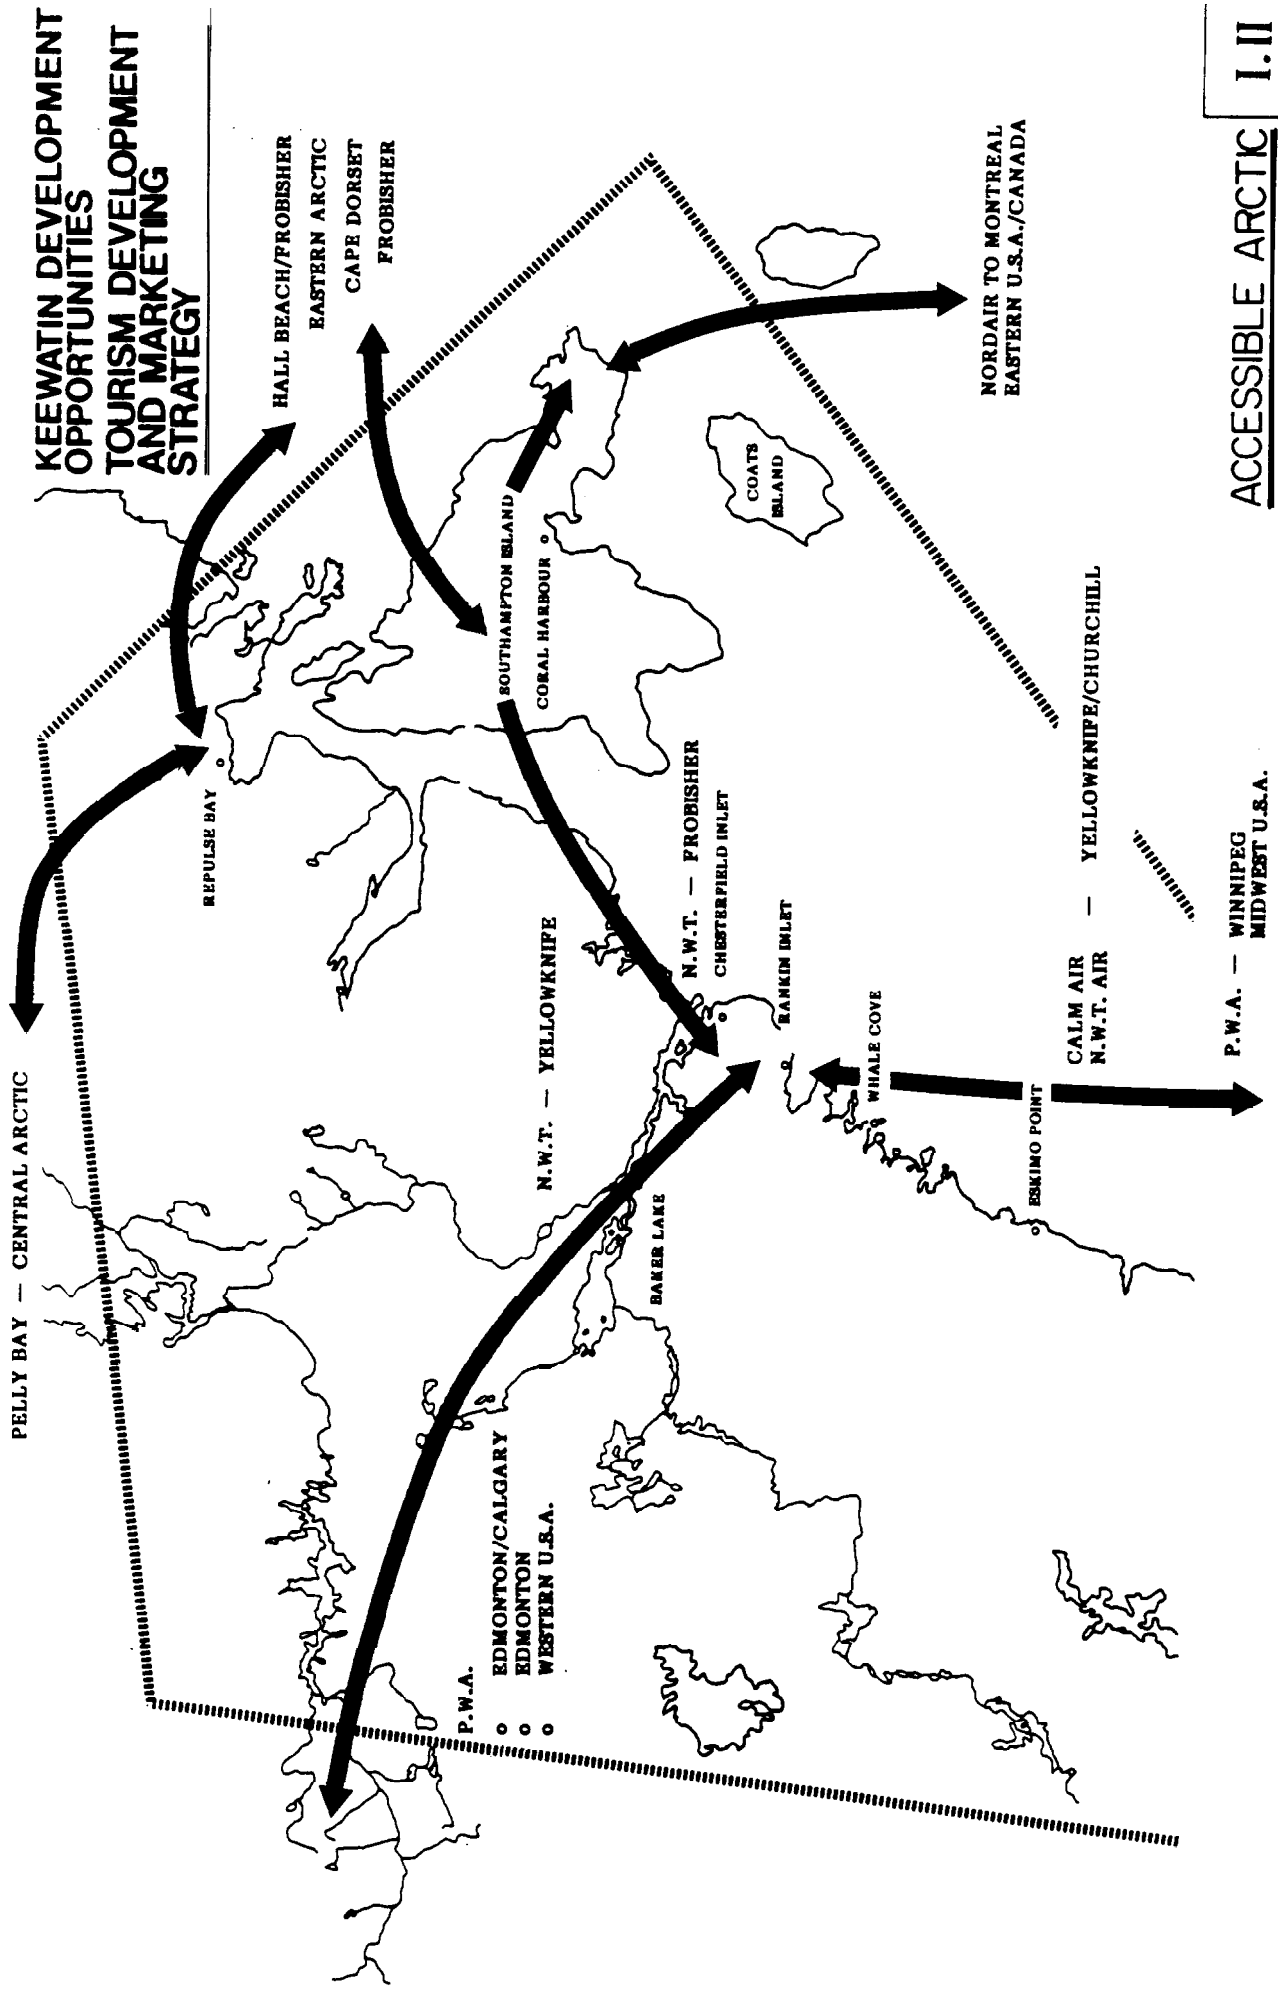 KEEWATIN DEVELOPMENT
OPPORTUNITIES
TOURISM DEVELOPMENT
AND MARKETING
STRATEGY
PELLY BAY — CENTRAL ARCTIC
HALL BEACH/FROBISHER
EASTERN ARCTIC
CAPE DORSET
FROBISHER
REPULSE BAY
SOUTHAMPTON ISLAND
CORAL HARBOUR
COATS
ISLAND
P.W.A.
o EDMONTON/CALGARY
o EDMONTON
o WESTERN U.S.A.
N.W.T. — YELLOWKNIFE
BAKER LAKE
N.W.T. — FROBISHER
CHESTERFIELD INLET
RANKIN INLET
WHALE COVE
ESKIMO POINT
NORDAIR TO MONTREAL
EASTERN U.S.A./CANADA
CALM AIR
N.W.T. AIR — YELLOWKNIFE/CHURCHILL
P.W.A. — WINNIPEG
MIDWEST U.S.A.
ACCESSIBLE ARCTIC
I.II